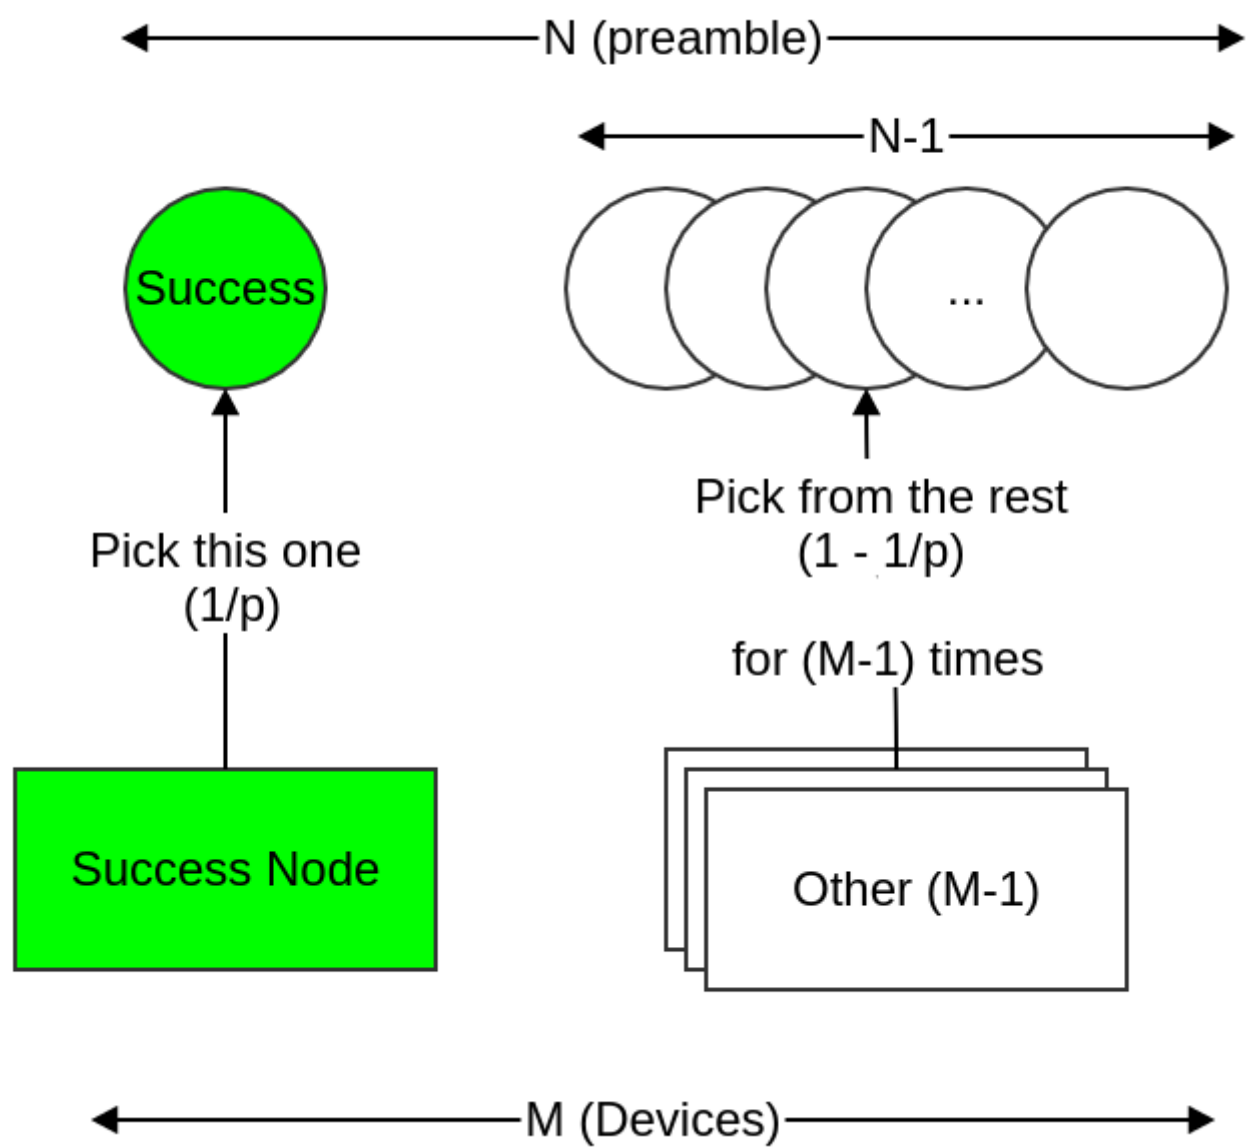 N (preamble)
N-1
Success
...
Pick this one
(1/p)
Pick from the rest
(1 - 1/p)
for (M-1) times
Success Node
Other (M-1)
M (Devices)